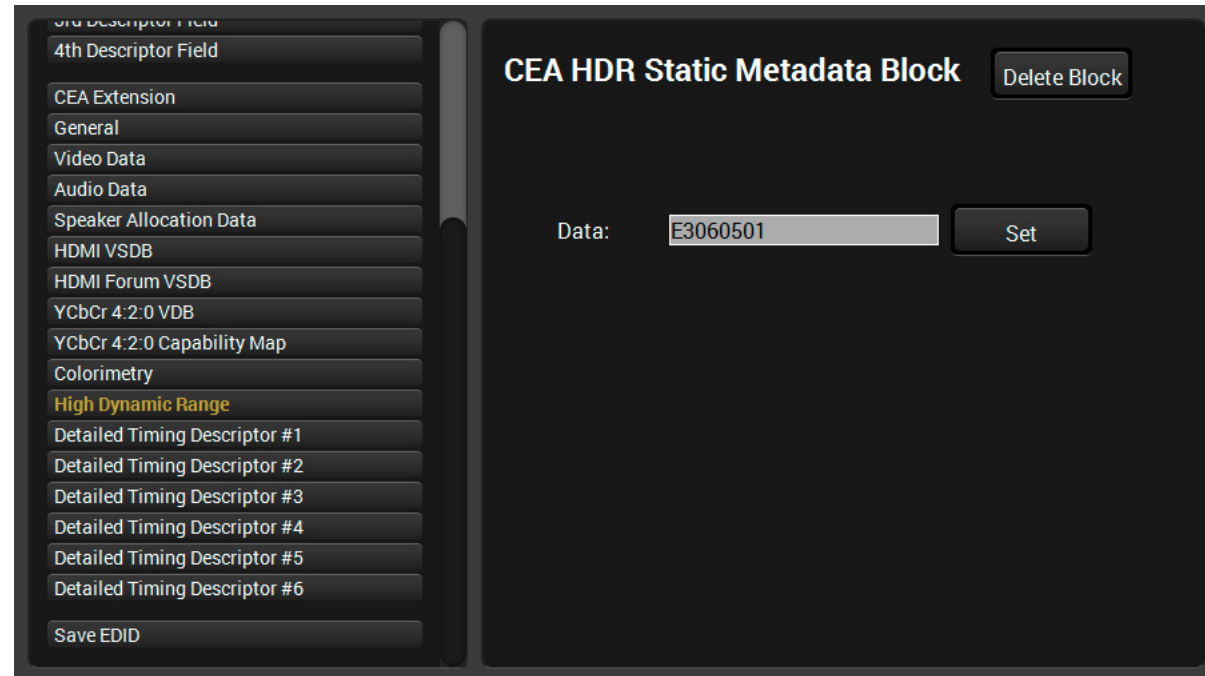 3rd Descriptor Field
4th Descriptor Field
CEA Extension
General
Video Data
Audio Data
Speaker Allocation Data
HDMI VSDB
HDMI Forum VSDB
YCbCr 4:2:0 VDB
YCbCr 4:2:0 Capability Map
Colorimetry
High Dynamic Range
Detailed Timing Descriptor #1
Detailed Timing Descriptor #2
Detailed Timing Descriptor #3
Detailed Timing Descriptor #4
Detailed Timing Descriptor #5
Detailed Timing Descriptor #6
Save EDID
CEA HDR Static Metadata Block
Delete Block
Data: E3060501 Set